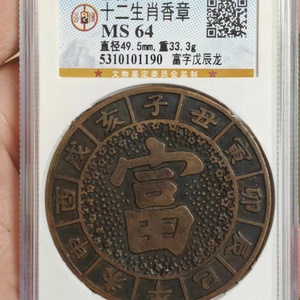 十二生肖香章
MS 64
直径49.5mm,重33.3g
5310101190 富字戊辰龙
文物鉴定委员会监制
子丑寅卯辰巳午未申酉戌亥
富